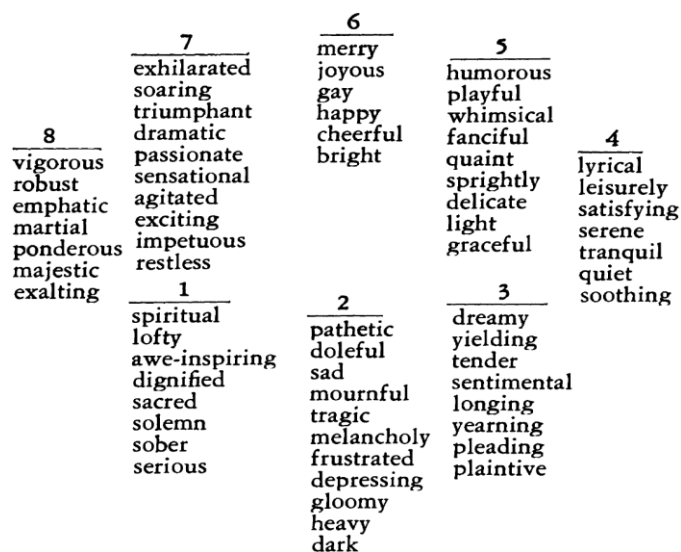 6
merry
joyous
gay
happy
cheerful
bright
7
exhilarated
soaring
triumphant
dramatic
passionate
sensational
agitated
exciting
impetuous
restless
5
humorous
playful
whimsical
fanciful
quaint
sprightly
delicate
light
graceful
8
vigorous
robust
emphatic
martial
ponderous
majestic
exalting
4
lyrical
leisurely
satisfying
serene
tranquil
quiet
soothing
1
spiritual
lofty
awe-inspiring
dignified
sacred
solemn
sober
serious
2
pathetic
doleful
sad
mournful
tragic
melancholy
frustrated
depressing
gloomy
heavy
dark
3
dreamy
yielding
tender
sentimental
longing
yearning
pleading
plaintive